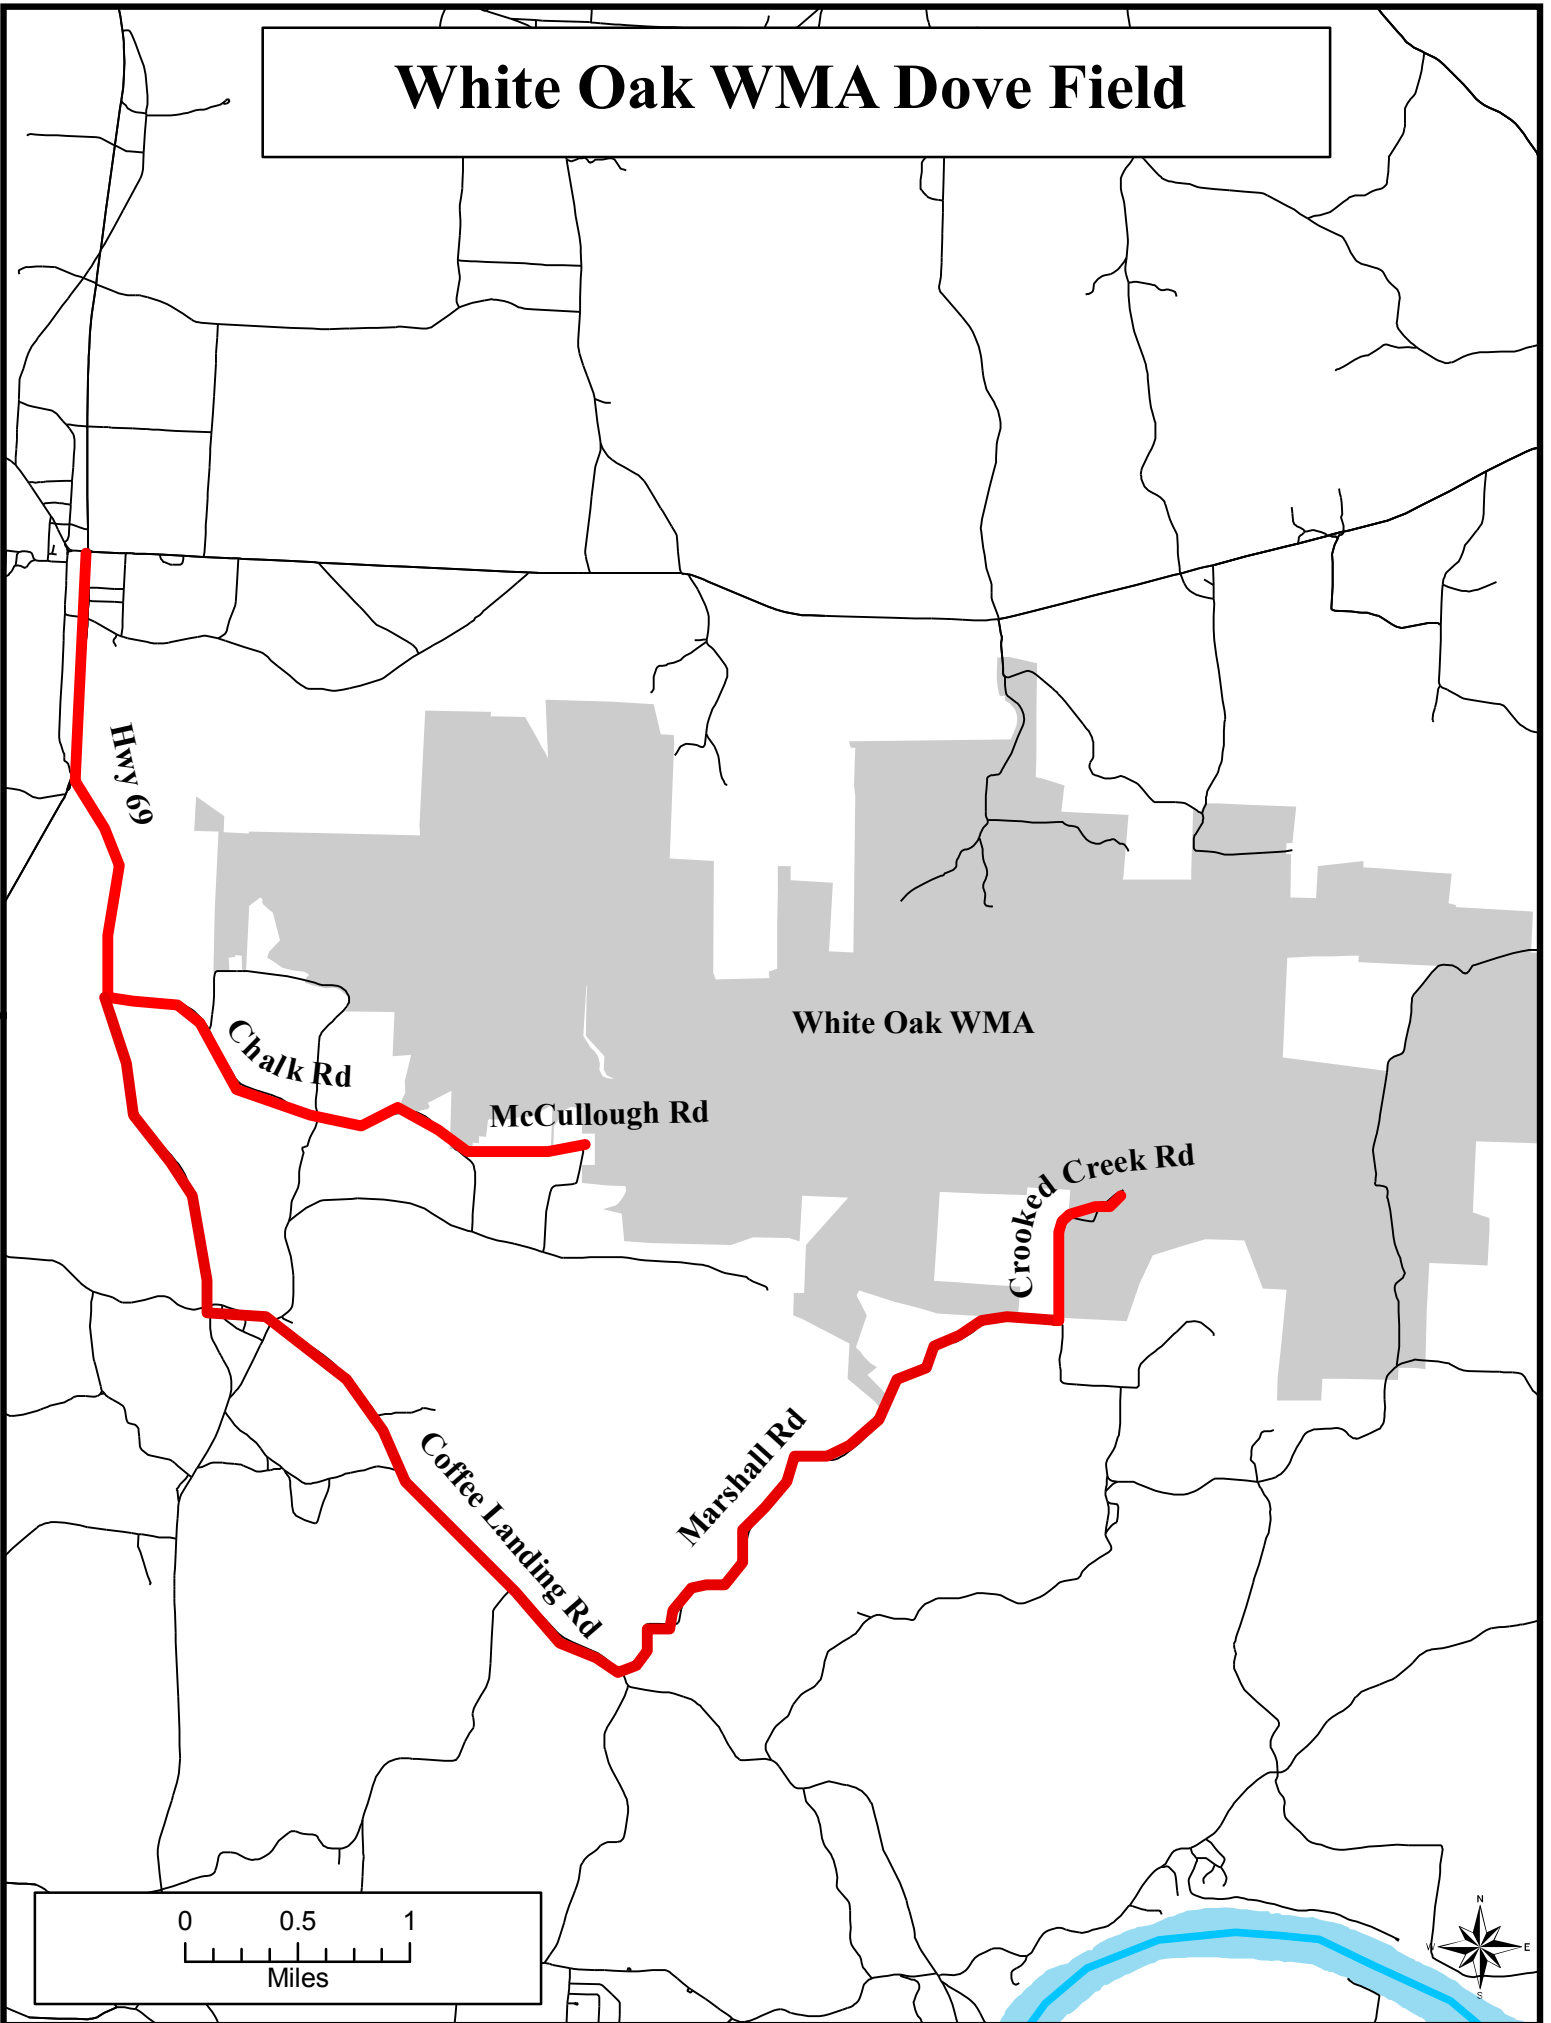 White Oak WMA Dove Field
Hwy 69
White Oak WMA
Chalk Rd
McCullough Rd
Crooked Creek Rd
Marshall Rd
Coffee Landing Rd
0 0.5 1
Miles
N
W E
S